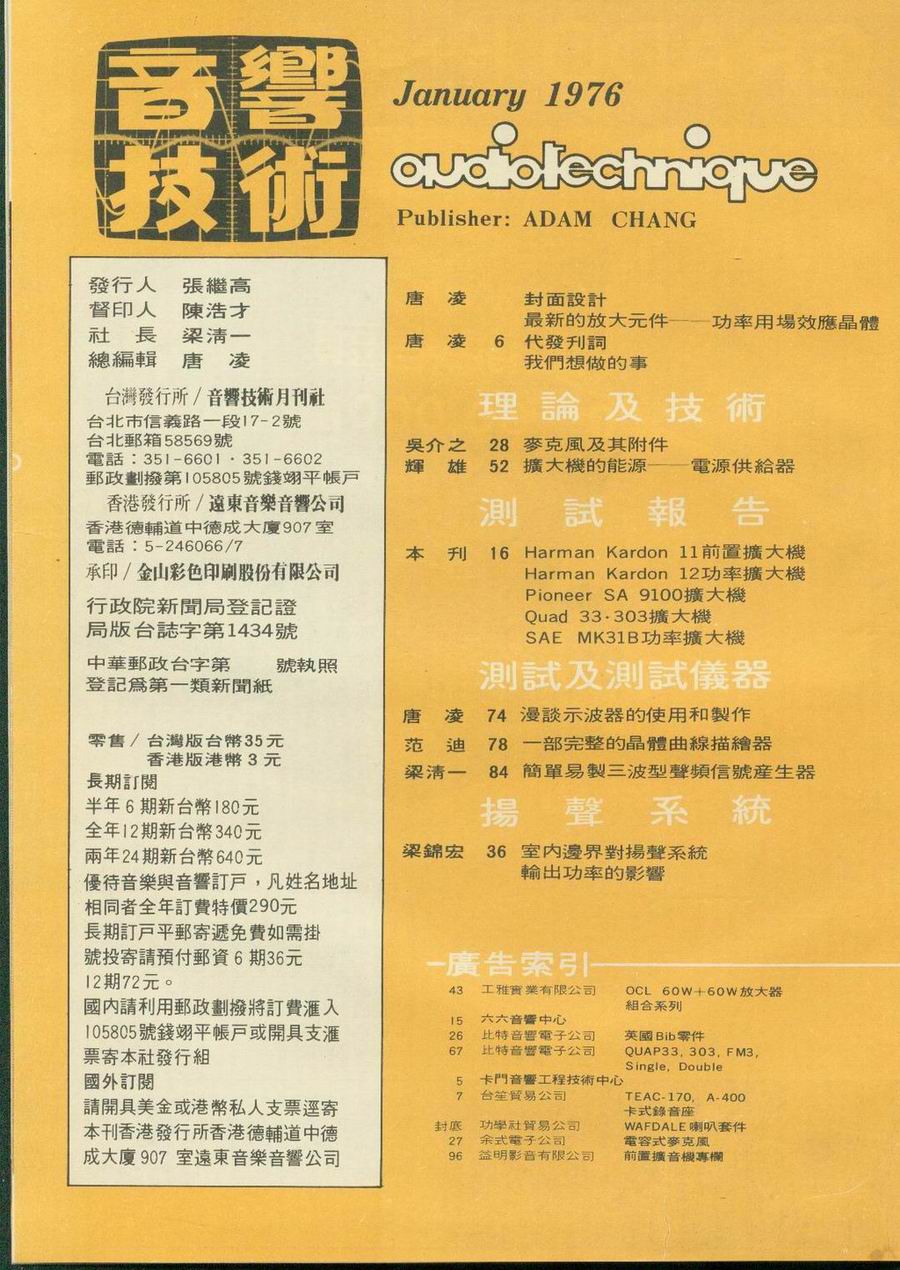 音響
技術
January 1976
audiotechnique
Publisher: ADAM CHANG
發行人 張繼高
督印人 陳浩才
社長 梁清一
總編輯 唐凌
台灣發行所/音響技術月刊社
台北市信義路一段17-2號
台北郵箱58569號
電話:351-6601·351-6602
郵政劃撥第105805號錢翊平帳戶
香港發行所/遠東音樂音響公司
香港德輔道中德成大廈907室
電話:5-246066/7
承印/金山彩色印刷股份有限公司
行政院新聞局登記證
局版台誌字第1434號
中華郵政台字第 號執照
登記爲第一類新聞紙
零售/台灣版台幣35元
香港版港幣3元
長期訂閱
半年6期新台幣180元
全年12期新台幣340元
兩年24期新台幣640元
優待音樂與音響訂戶,凡姓名地址
相同者全年訂費特價290元
長期訂戶平郵寄遞免費如需掛
號投寄請預付郵資6期36元
12期72元。
國內請利用郵政劃撥將訂費滙入
105805號錢翊平帳戶或開具支滙
票寄本社發行組
國外訂閱
請開具美金或港幣私人支票逕寄
本刊香港發行所香港德輔道中德
成大廈907室遠東音樂音響公司
唐凌 封面設計
最新的放大元件——功率用場效應晶體
唐凌 6 代發刊詞
我們想做的事
理論及技術
吳介之 28 麥克風及其附件
輝雄 52 擴大機的能源——電源供給器
測試報告
本刊 16 Harman Kardon 11前置擴大機
Harman Kardon 12功率擴大機
Pioneer SA 9100擴大機
Quad 33·303擴大機
SAE MK31B功率擴大機
測試及測試儀器
唐凌 74 漫談示波器的使用和製作
范迪 78 一部完整的晶體曲線描繪器
梁清一 84 簡單易製三波型聲頻信號産生器
揚聲系統
梁錦宏 36 室內邊界對揚聲系統
輸出功率的影響
廣告索引
43 工雅實業有限公司 OCL 60W+60W放大器
組合系列
15 六六音響中心
26 比特音響電子公司 英國Bib零件
67 比特音響電子公司 QUAP33, 303, FM3,
Single, Double
5 卡門音響工程技術中心
7 台笙貿易公司 TEAC-170, A-400
卡式錄音座
封底 功學社貿易公司 WAFDALE喇叭套件
27 余式電子公司 電容式麥克風
96 益明影音有限公司 前置擴音機專欄